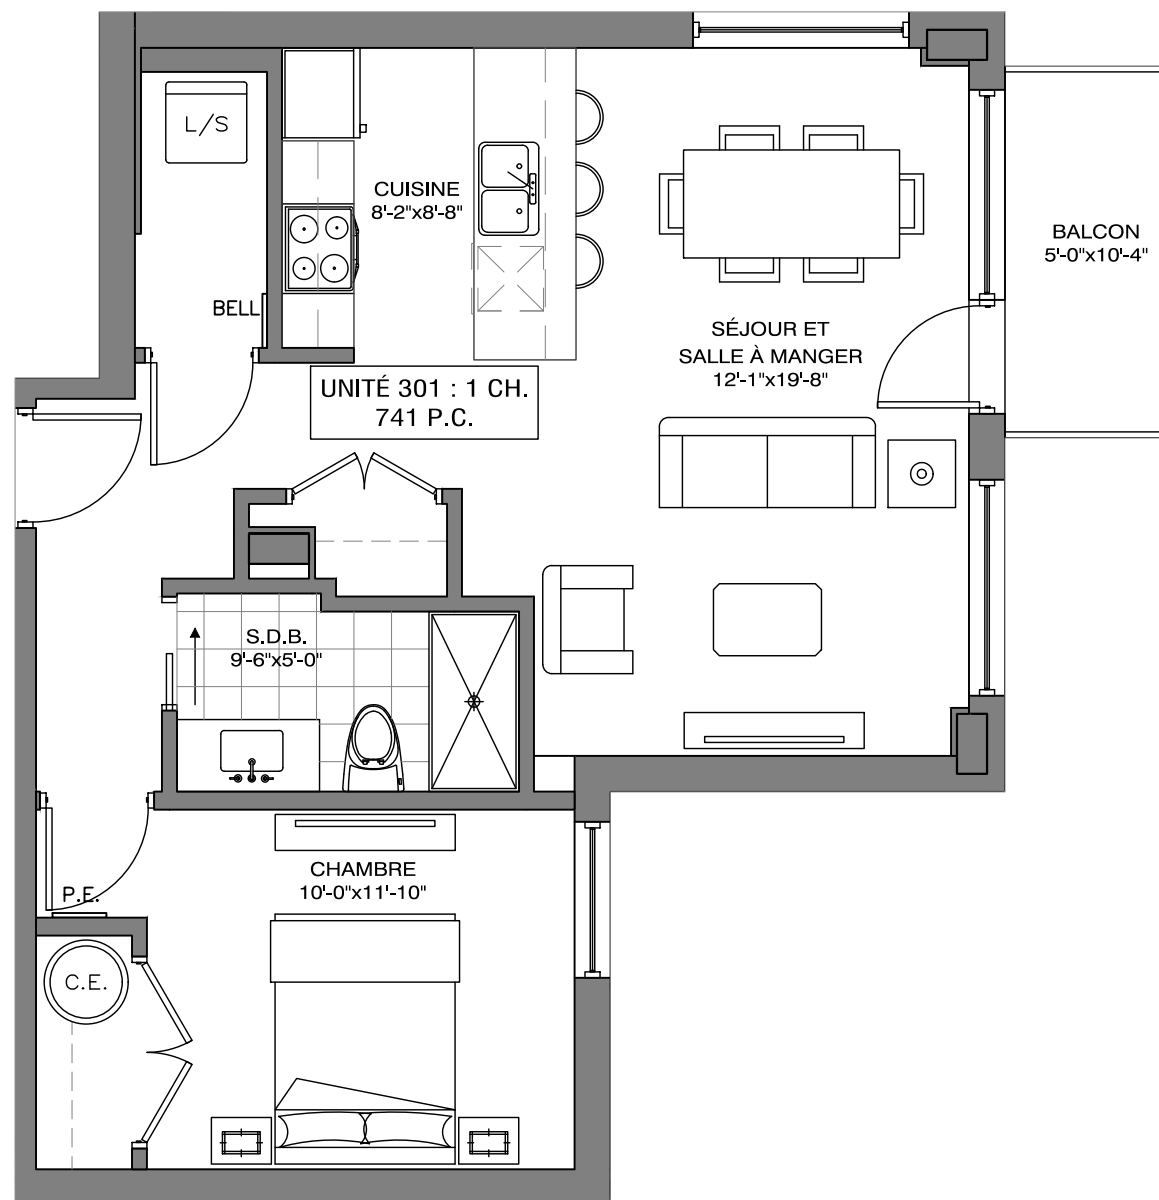 L/S
CUISINE
8'-2"x8'-8"
BALCON
5'-0"x10'-4"
BELL
SÉJOUR ET
SALLE À MANGER
12'-1"x19'-8"
UNITÉ 301 : 1 CH.
741 P.C.
S.D.B.
9'-6"x5'-0"
CHAMBRE
10'-0"x11'-10"
P.E.
C.E.